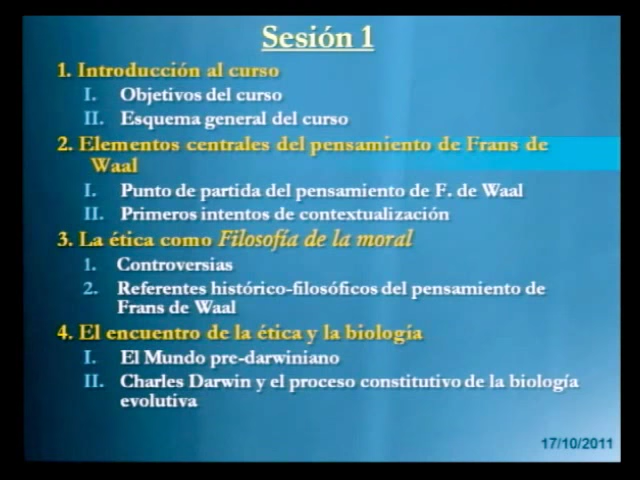 Sesión 1
1. Introducción al curso
I. Objetivos del curso
II. Esquema general del curso
2. Elementos centrales del pensamiento de Frans de
Waal
I. Punto de partida del pensamiento de F. de Waal
II. Primeros intentos de contextualización
3. La ética como Filosofía de la moral
1. Controversias
2. Referentes histórico-filosóficos del pensamiento de
Frans de Waal
4. El encuentro de la ética y la biología
I. El Mundo pre-darwiniano
II. Charles Darwin y el proceso constitutivo de la biología
evolutiva
17/10/2011